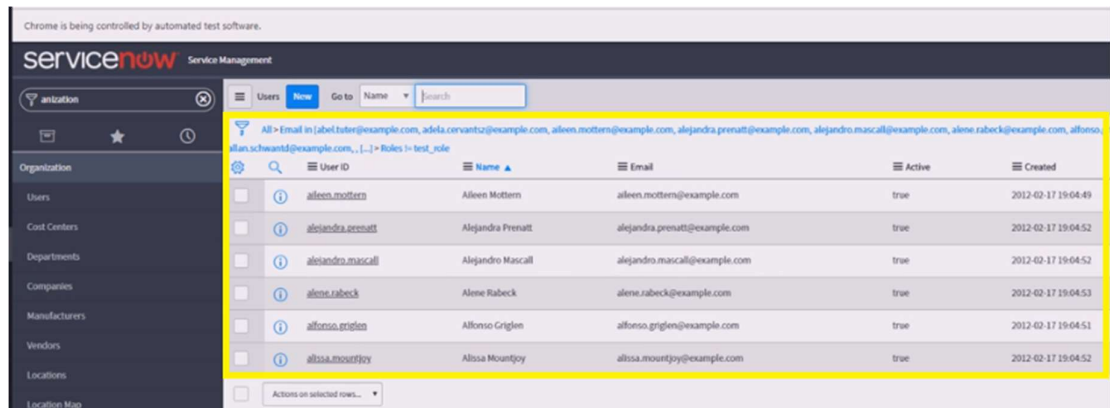 Chrome is being controlled by automated test software.
servicenow Service Management
anization
Users New Go to Name Search
All > Email in (abel.tuter@example.com, adela.cervantsz@example.com, aileen.mottern@example.com, alejandra.prenatt@example.com, alejandro.mascall@example.com, alene.rabeck@example.com, alfonso.
allan.schwantd@example.com, , [...] > Roles != test_role
Organization
User ID Name Email Active Created
Users
aileen.mottern Aileen Mottern aileen.mottern@example.com true 2012-02-17 19:04:49
Cost Centers
alejandra.prenatt Alejandra Prenatt alejandra.prenatt@example.com true 2012-02-17 19:04:52
Departments
alejandro.mascall Alejandro Mascall alejandro.mascall@example.com true 2012-02-17 19:04:52
Companies
alene.rabeck Alene Rabeck alene.rabeck@example.com true 2012-02-17 19:04:53
Manufacturers
alfonso.griglen Alfonso Griglen alfonso.griglen@example.com true 2012-02-17 19:04:51
Vendors
alissa.mountjoy Alissa Mountjoy alissa.mountjoy@example.com true 2012-02-17 19:04:52
Locations
Actions on selected rows...
Location Map